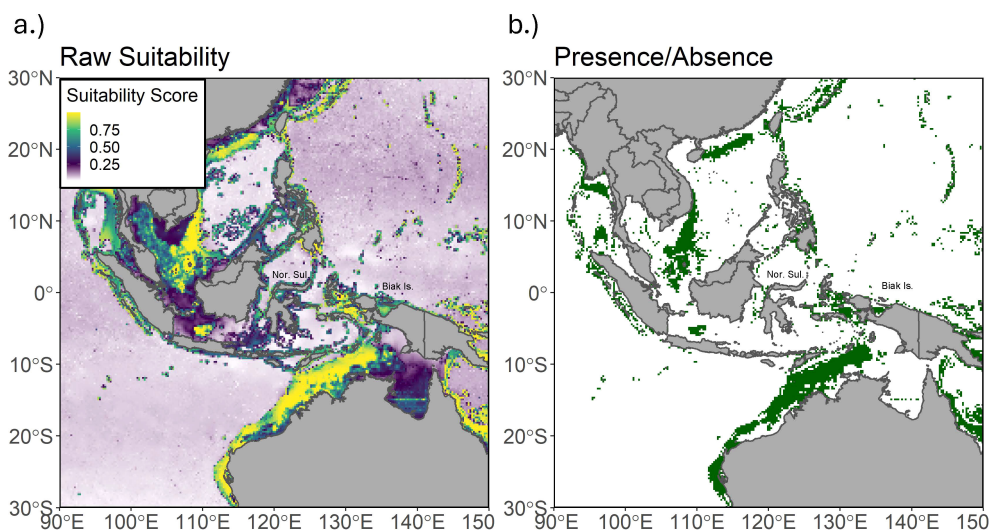 a.)
b.)
Raw Suitability
Presence/Absence
30°N
Suitability Score
0.75
0.50
0.25
20°N
10°N
0°
10°S
20°S
30°S
Nor. Sul.
Biak Is.
90°E 100°E 110°E 120°E 130°E 140°E 150
30°N
20°N
10°N
0°
10°S
20°S
30°S
Nor. Sul.
Biak Is.
90°E 100°E 110°E 120°E 130°E 140°E 150